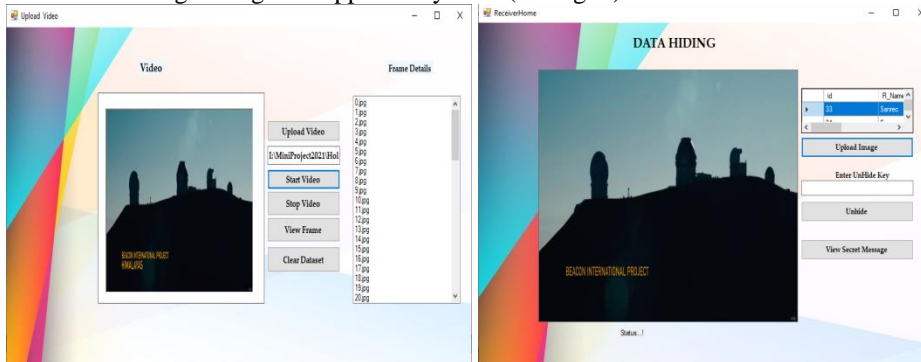 Upload Video
Video
Frame Details
BEACON INTERNATIONAL PROJECT
HIMALAYAS
Upload Video
I:\MiniProject2021\Hol
Start Video
Stop Video
View Frame
Clear Dataset
0.jpg
1.jpg
2.jpg
3.jpg
4.jpg
5.jpg
6.jpg
7.jpg
8.jpg
9.jpg
10.jpg
11.jpg
12.jpg
13.jpg
14.jpg
15.jpg
16.jpg
17.jpg
18.jpg
19.jpg
20.jpg
ReceiverHome
DATA HIDING
BEACON INTERNATIONAL PROJECT
Status...!
id R_Name
33
Upload Image
Enter UnHide Key
Unhide
View Secret Message